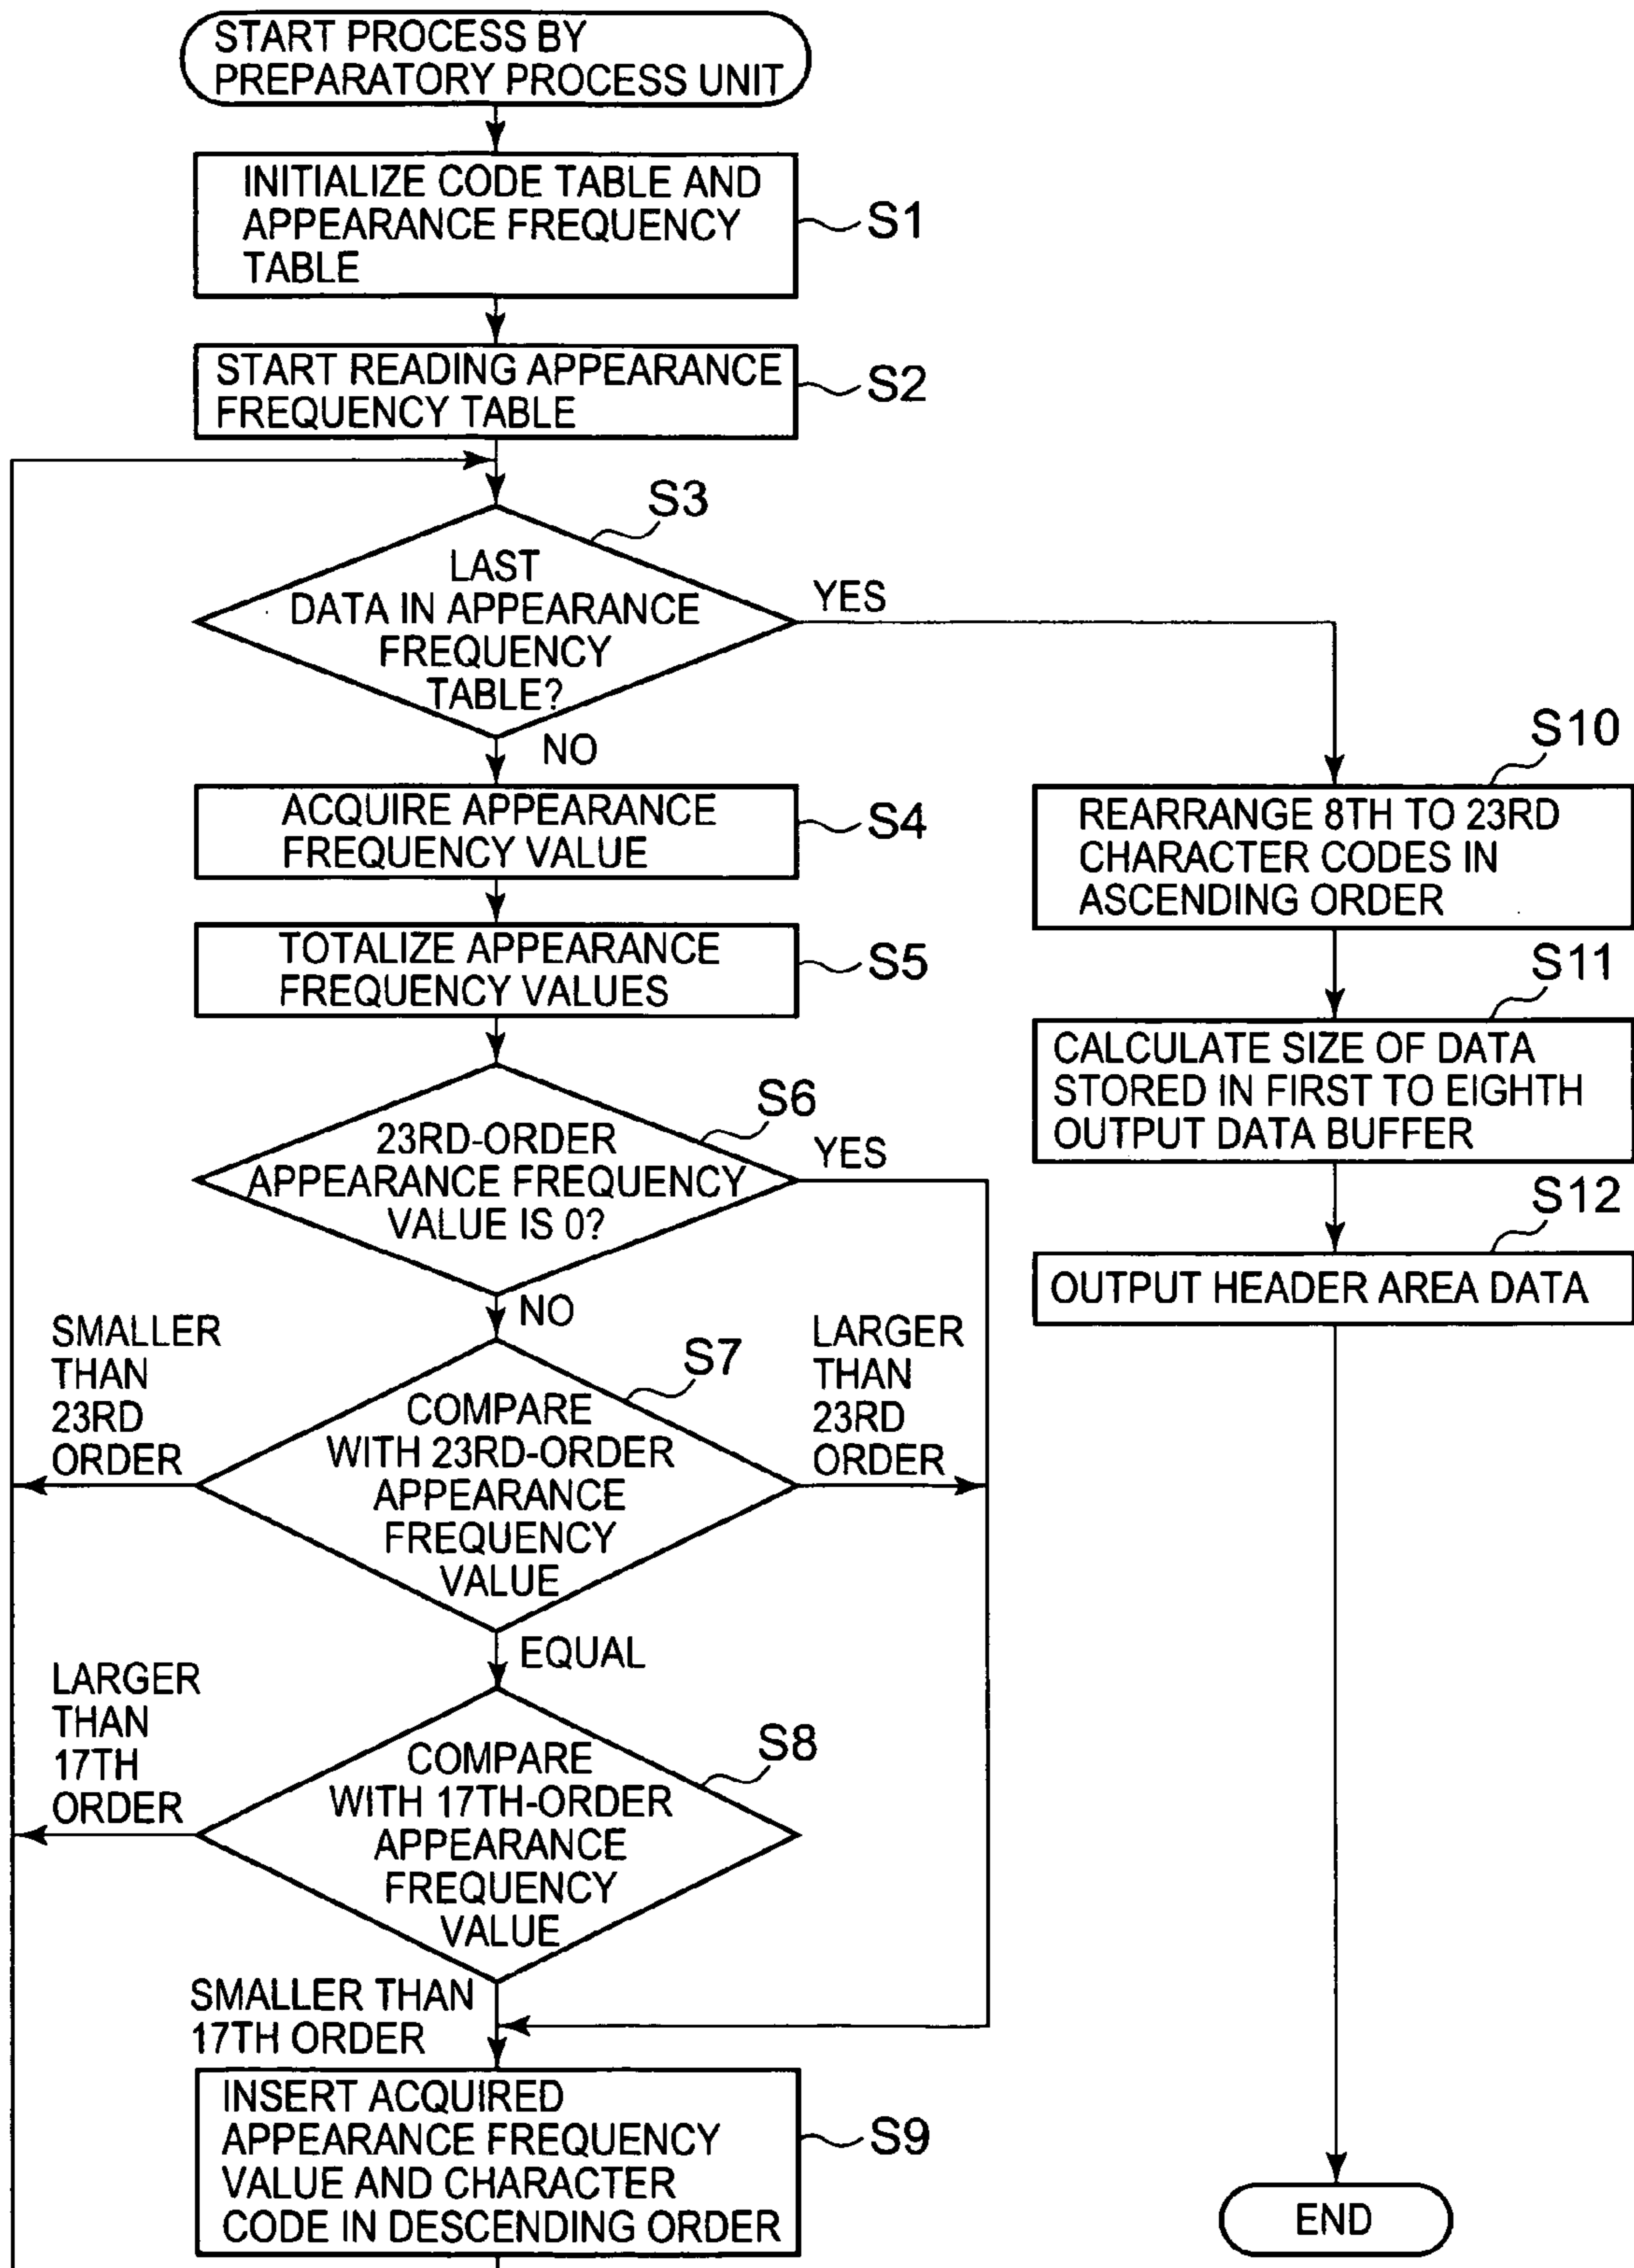 START PROCESS BY
PREPARATORY PROCESS UNIT
INITIALIZE CODE TABLE AND
APPEARANCE FREQUENCY
TABLE
S1
START READING APPEARANCE
FREQUENCY TABLE
S2
S3
LAST
DATA IN APPEARANCE
FREQUENCY
TABLE?
YES
NO
ACQUIRE APPEARANCE
FREQUENCY VALUE
S4
TOTALIZE APPEARANCE
FREQUENCY VALUES
S5
S6
23RD-ORDER
APPEARANCE FREQUENCY
VALUE IS 0?
YES
NO
SMALLER
THAN
23RD
ORDER
S7
COMPARE
WITH 23RD-ORDER
APPEARANCE
FREQUENCY
VALUE
LARGER
THAN
23RD
ORDER
EQUAL
LARGER
THAN
17TH
ORDER
S8
COMPARE
WITH 17TH-ORDER
APPEARANCE
FREQUENCY
VALUE
SMALLER THAN
17TH ORDER
INSERT ACQUIRED
APPEARANCE FREQUENCY
VALUE AND CHARACTER
CODE IN DESCENDING ORDER
S9
S10
REARRANGE 8TH TO 23RD
CHARACTER CODES IN
ASCENDING ORDER
S11
CALCULATE SIZE OF DATA
STORED IN FIRST TO EIGHTH
OUTPUT DATA BUFFER
S12
OUTPUT HEADER AREA DATA
END